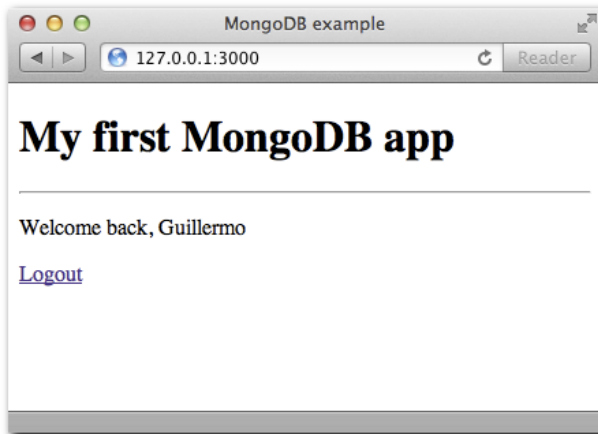 MongoDB example
127.0.0.1:3000
Reader
My first MongoDB app
Welcome back, Guillermo
Logout